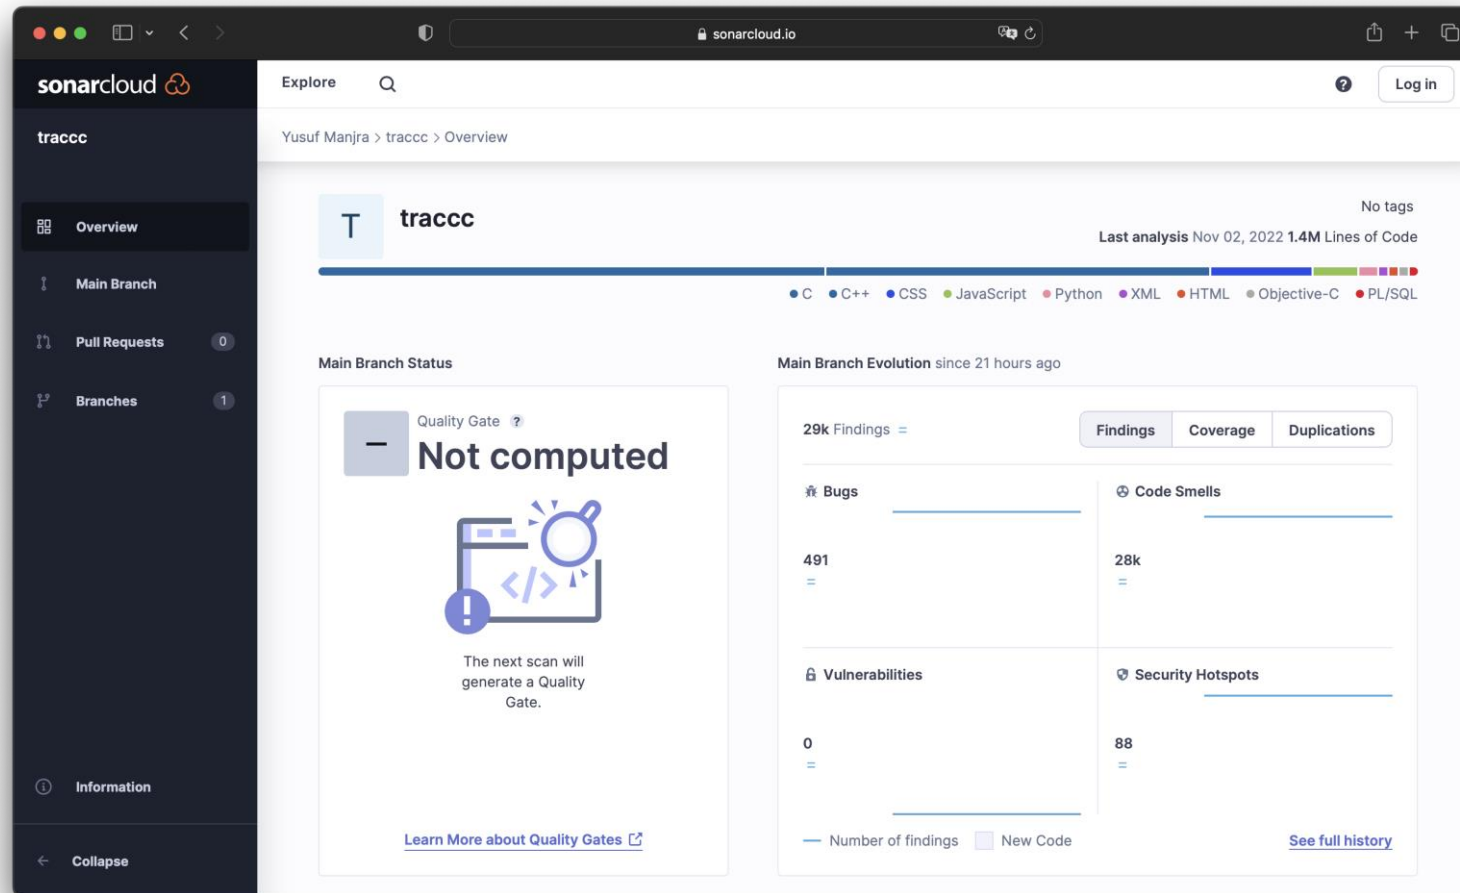 sonarcloud.io
sonarcloud
Explore
Log in
traccc
Yusuf Manjra > traccc > Overview
Overview
Main Branch
Pull Requests 0
Branches 1
Information
Collapse
T traccc
No tags
Last analysis Nov 02, 2022 1.4M Lines of Code
C C++ CSS JavaScript Python XML HTML Objective-C PL/SQL
Main Branch Status
Quality Gate ?
Not computed
The next scan will
generate a Quality
Gate.
Learn More about Quality Gates
Main Branch Evolution since 21 hours ago
29k Findings =
Findings Coverage Duplications
Bugs
491
=
Code Smells
28k
=
Vulnerabilities
0
=
Security Hotspots
88
=
Number of findings New Code
See full history